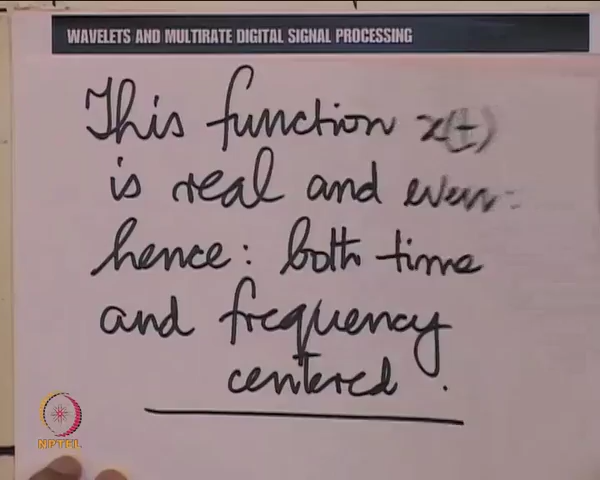 WAVELETS AND MULTIRATE DIGITAL SIGNAL PROCESSING
This function x(t)
is real and even:
hence: both time
and frequency
centered.
NPTEL